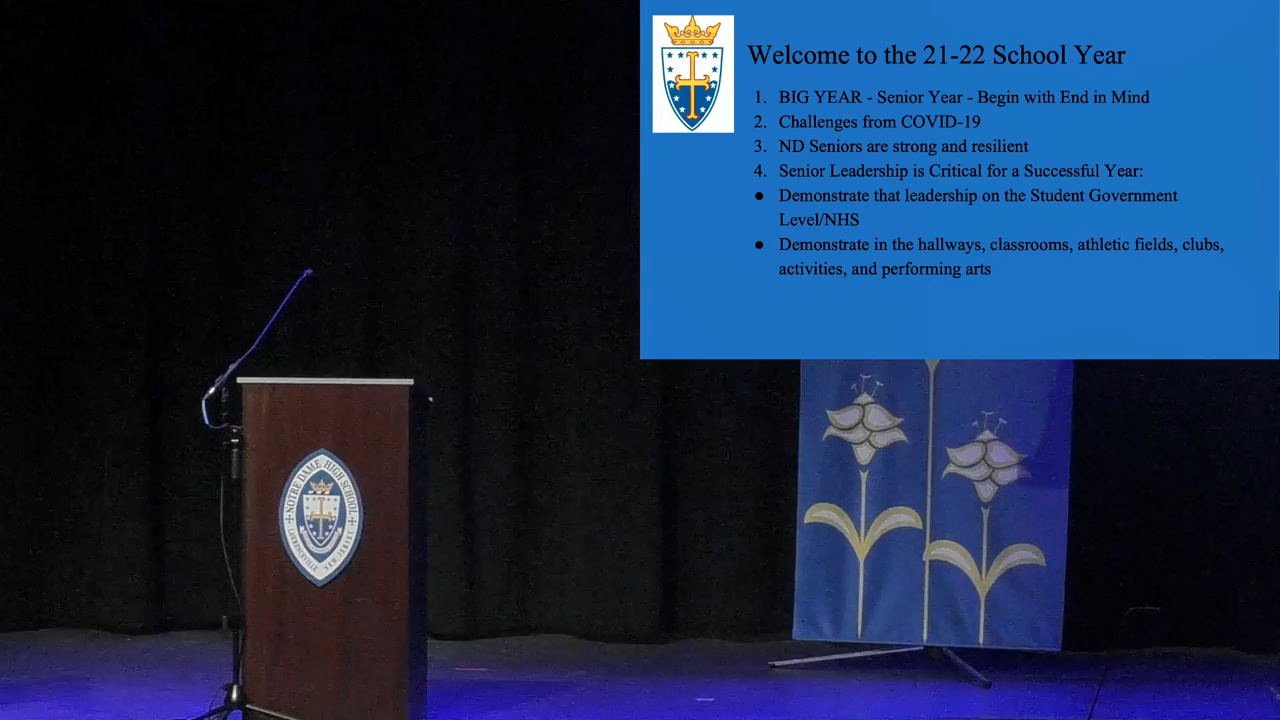 Welcome to the 21-22 School Year
1. BIG YEAR - Senior Year - Begin with End in Mind
2. Challenges from COVID-19
3. ND Seniors are strong and resilient
4. Senior Leadership is Critical for a Successful Year:
● Demonstrate that leadership on the Student Government
Level/NHS
● Demonstrate in the hallways, classrooms, athletic fields, clubs,
activities, and performing arts
NOTRE DAME HIGH SCHOOL
LAWRENCEVILLE